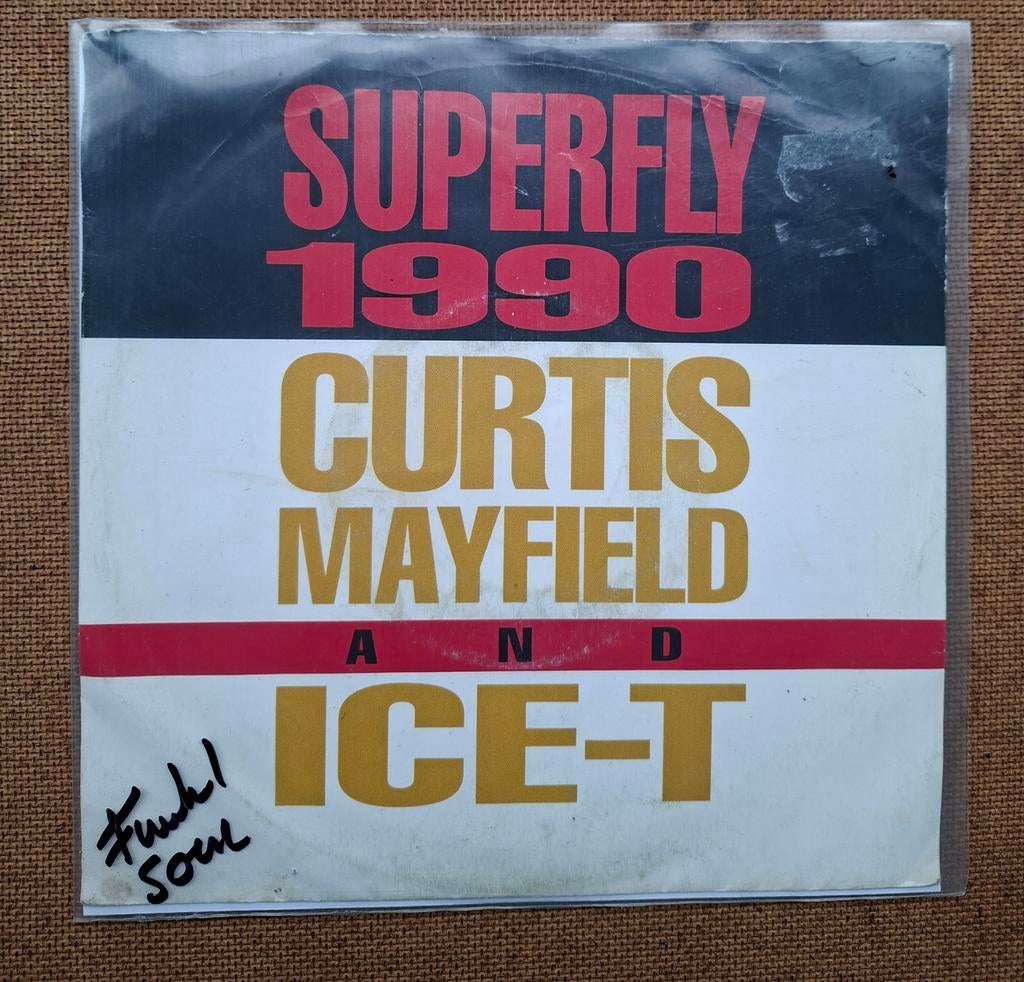 SUPERFLY
1990
CURTIS
MAYFIELD
AND
ICE-T
Funk/
Soul